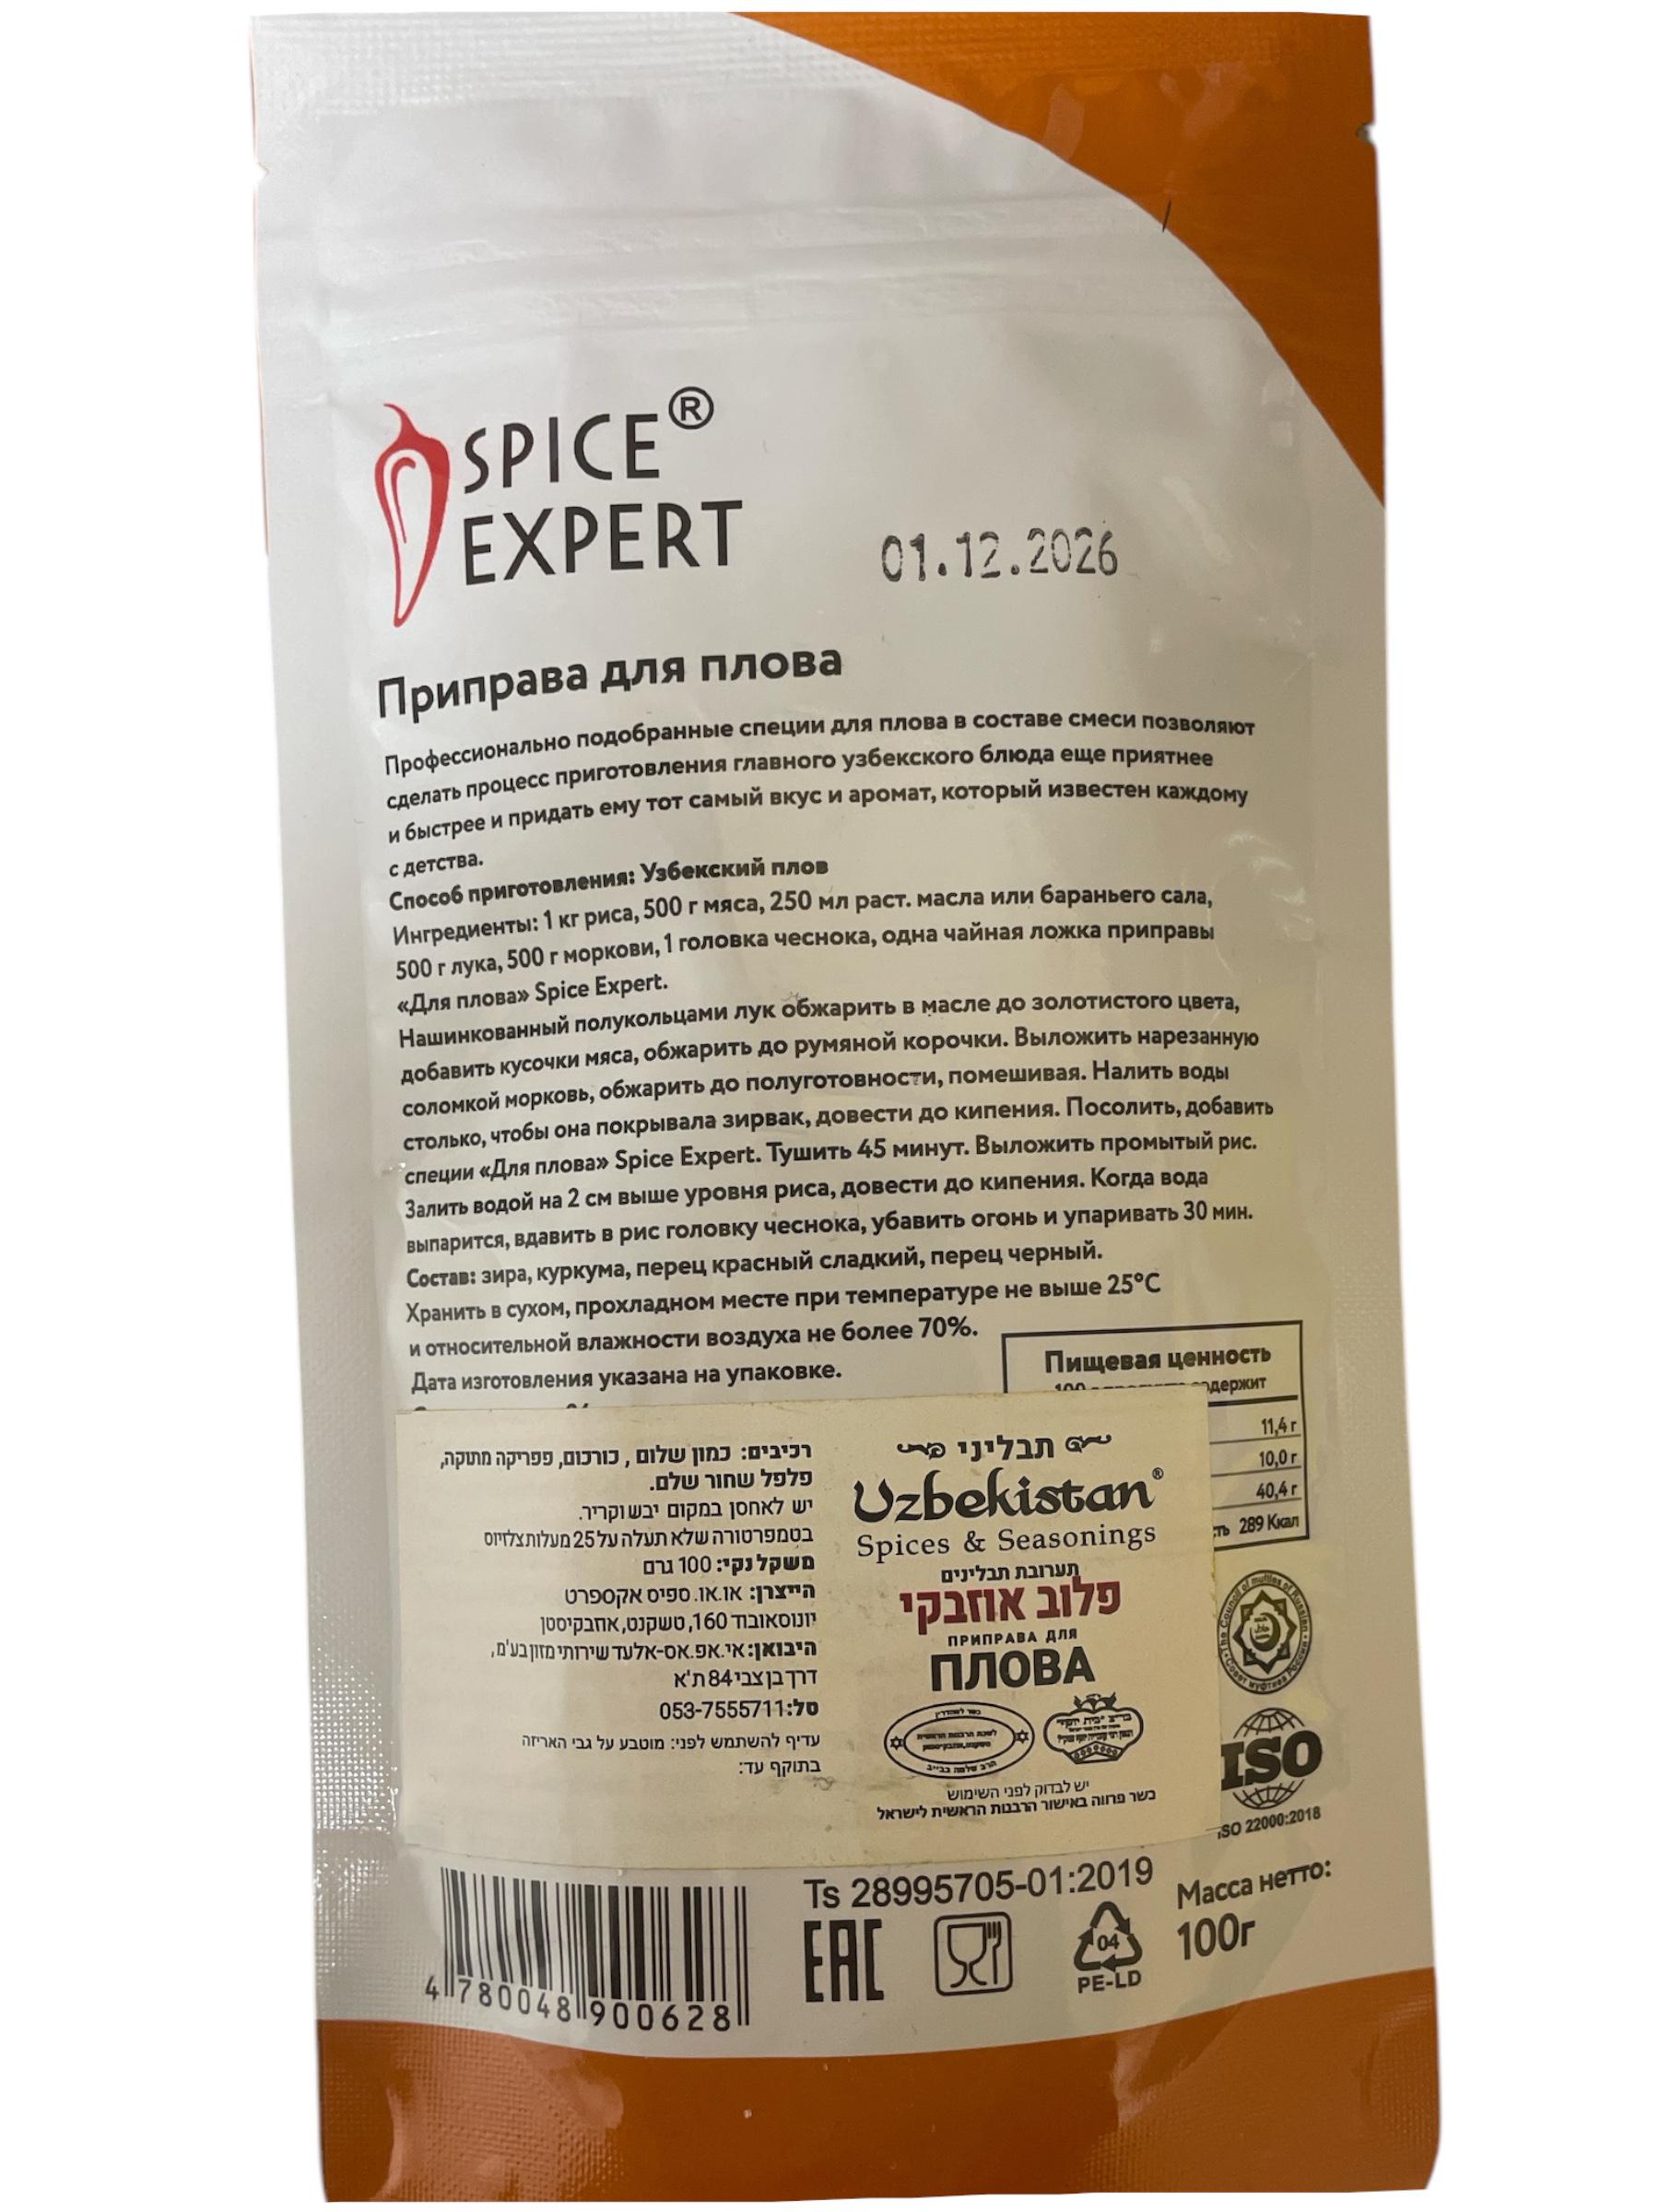 SPICE®
EXPERT
01.12.2026
Приправа для плова
Профессионально подобранные специи для плова в составе смеси позволяют
сделать процесс приготовления главного узбекского блюда еще приятнее
и быстрее и придать ему тот самый вкус и аромат, который известен каждому
с детства.
Способ приготовления: Узбекский плов
Ингредиенты: 1 кг риса, 500 г мяса, 250 мл раст. масла или бараньего сала,
500 г лука, 500 г моркови, 1 головка чеснока, одна чайная ложка приправы
«Для плова» Spice Expert.
Нашинкованный полукольцами лук обжарить в масле до золотистого цвета,
добавить кусочки мяса, обжарить до румяной корочки. Выложить нарезанную
соломкой морковь, обжарить до полуготовности, помешивая. Налить воды
столько, чтобы она покрывала зирвак, довести до кипения. Посолить, добавить
специи «Для плова» Spice Expert. Тушить 45 минут. Выложить промытый рис.
Залить водой на 2 см выше уровня риса, довести до кипения. Когда вода
выпарится, вдавить в рис головку чеснока, убавить огонь и упаривать 30 мин.
Состав: зира, куркума, перец красный сладкий, перец черный.
Хранить в сухом, прохладном месте при температуре не выше 25°C
и относительной влажности воздуха не более 70%.
Дата изготовления указана на упаковке.
Пищевая ценность
11,4 г
10,0 г
40,4 г
289 Ккал
רכיבים: כמון שלום , כורכום, פפריקה מתוקה,
פלפל שחור שלם.
יש לאחסן במקום יבש וקריר.
בטמפרטורה שלא תעלה על 25 מעלות צלזיוס
משקל נקי: 100 גרם
הייצרן: או.או. ספיס אקספרט
יונוסאובוד 160, טשקנט, אוזבקיסטן
היבואן: אי.אפ.אס-אלעד שירותי מזון בע'מ,
דרך בן צבי 84 ת'א
טל: 053-7555711
עדיף להשתמש לפני: מוטבע על גבי האריזה
בתוקף עד:
תבליני
Uzbekistan®
Spices & Seasonings
תערובת תבלינים
פלוב אוזבקי
ПРИПРАВА ДЛЯ
ПЛОВА
יש לבדוק לפני השימוש
כשר פרווה באישור הרבנות הראשית לישראל
ISO
ISO 22000:2018
4 780048 900628
Ts 28995705-01:2019
EAC
04
PE-LD
Масса нетто:
100г